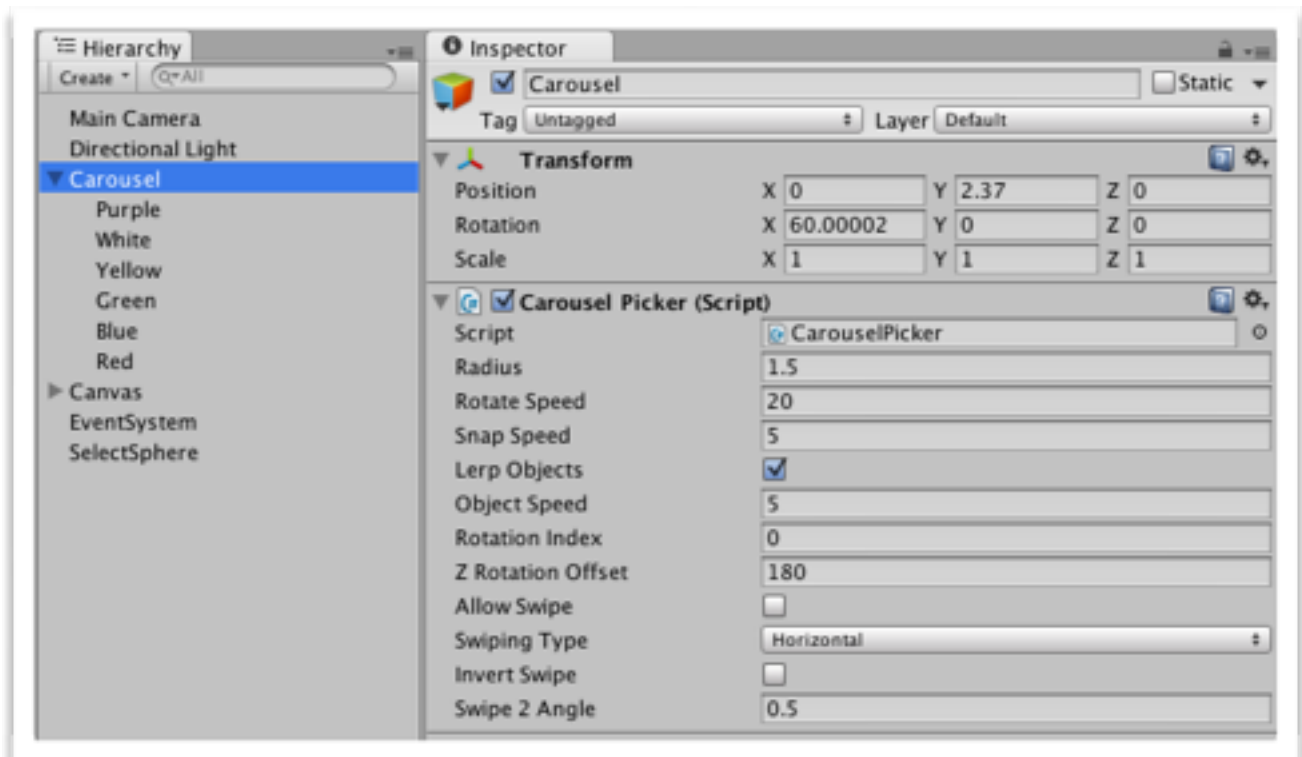 Hierarchy
Create All
Main Camera
Directional Light
Carousel
Purple
White
Yellow
Green
Blue
Red
Canvas
EventSystem
SelectSphere
Inspector
Carousel Static
Tag Untagged Layer Default
Transform
Position X 0 Y 2.37 Z 0
Rotation X 60.00002 Y 0 Z 0
Scale X 1 Y 1 Z 1
Carousel Picker (Script)
Script CarouselPicker
Radius 1.5
Rotate Speed 20
Snap Speed 5
Lerp Objects
Object Speed 5
Rotation Index 0
Z Rotation Offset 180
Allow Swipe
Swiping Type Horizontal
Invert Swipe
Swipe 2 Angle 0.5